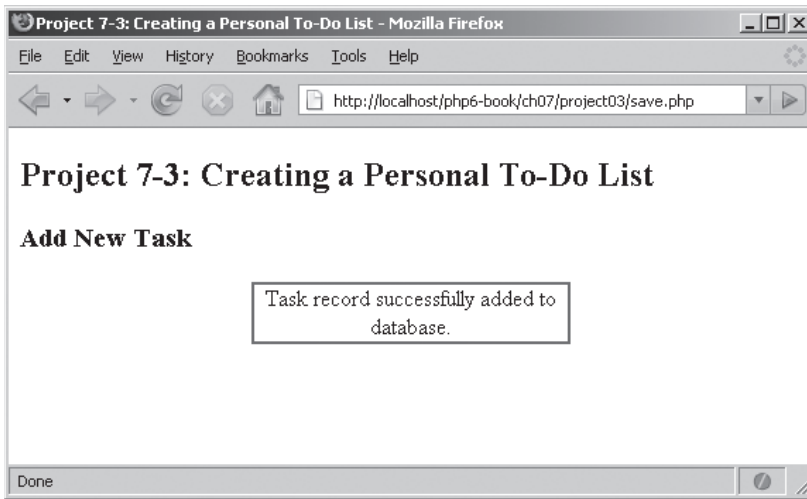 Project 7-3: Creating a Personal To-Do List - Mozilla Firefox
File Edit View History Bookmarks Tools Help
http://localhost/php6-book/ch07/project03/save.php
Project 7-3: Creating a Personal To-Do List
Add New Task
Task record successfully added to
database.
Done